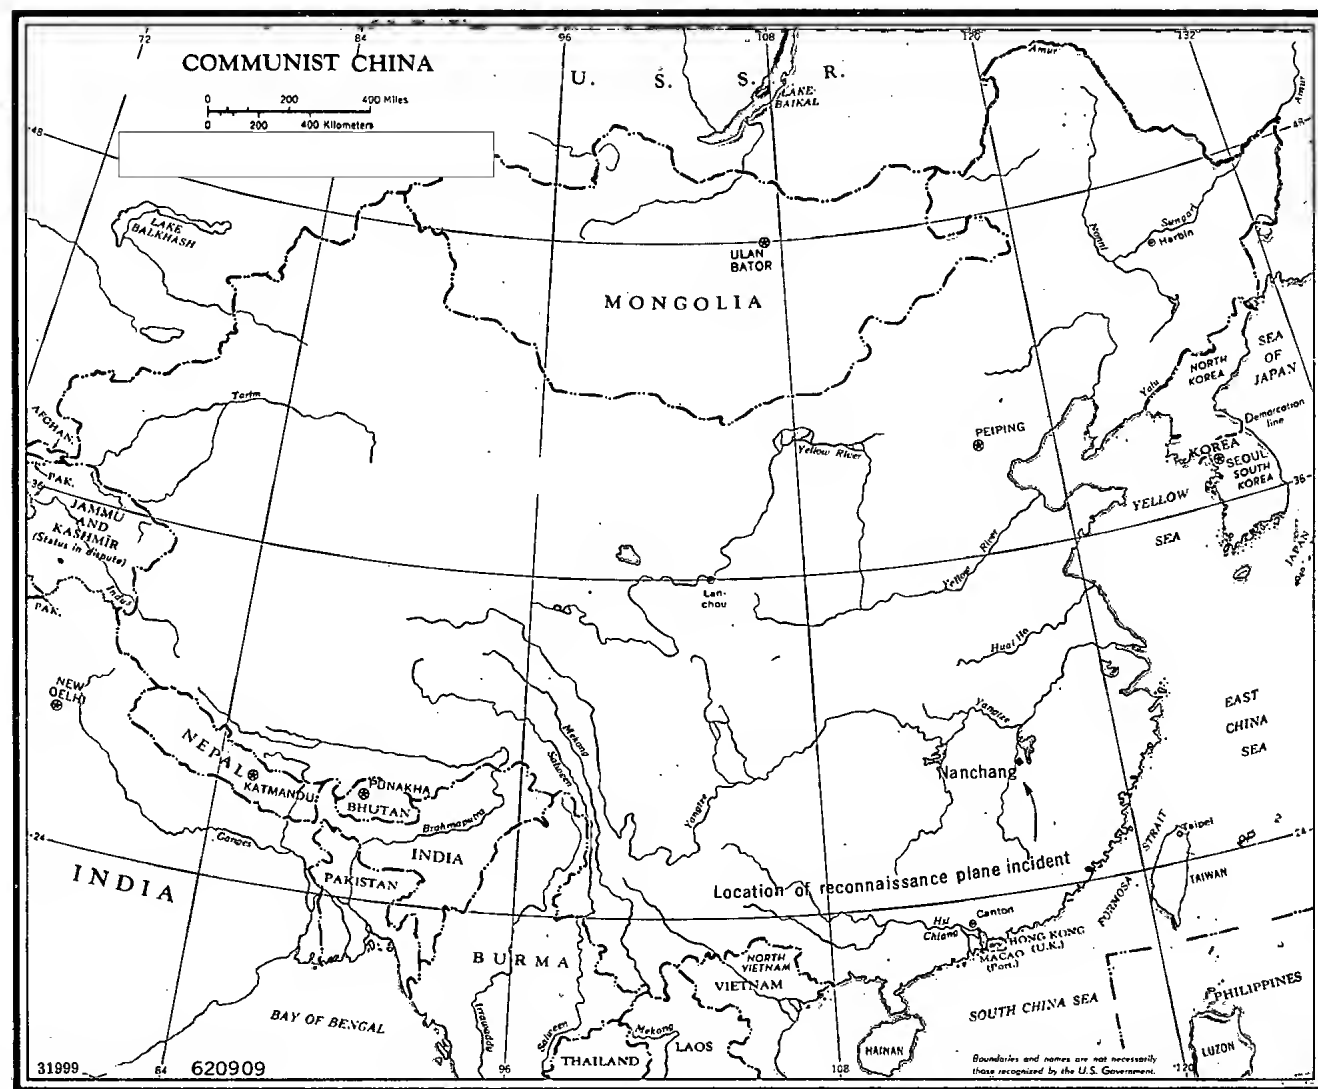 72
84
96
108
120
132
COMMUNIST CHINA
0 200 400 Miles
0 200 400 Kilometers
U. S. S. R.
LAKE
BAIKAL
Amur
Amur
48
48
LAKE
BALKHASH
ULAN
BATOR
MONGOLIA
Nonni
Sungari
Harbin
SEA
OF
JAPAN
NORTH
KOREA
Yalu
Demarcation
line
AFGHAN.
Tarim
PEIPING
Yellow River
KOREA
SEOUL
SOUTH
KOREA
PAK.
36
36
JAMMU
AND
KASHMIR
(Status in dispute)
YELLOW
SEA
JAPAN
Yellow River
Lan-
chou
Indus
PAK.
Huai Ho
NEW
DELHI
EAST
CHINA
SEA
Yangtze
Mekong
Salween
NEPAL
KATMANDU
PUNAKHA
BHUTAN
Nanchang
Yangtze
Brahmaputra
Ganges
24
24
INDIA
INDIA
PAKISTAN
STRAIT
Taipei
TAIWAN
FORMOSA
Location of reconnaissance plane incident
Hsi
Chiang
Canton
HONG KONG
(U.K.)
MACAO
(Port.)
BURMA
NORTH
VIETNAM
VIETNAM
SOUTH CHINA SEA
PHILIPPINES
BAY OF BENGAL
Irrawaddy
Salween
Mekong
LAOS
THAILAND
HAINAN
LUZON
Boundaries and names are not necessarily
those recognized by the U.S. Government.
31999
84
620909
96
108
120